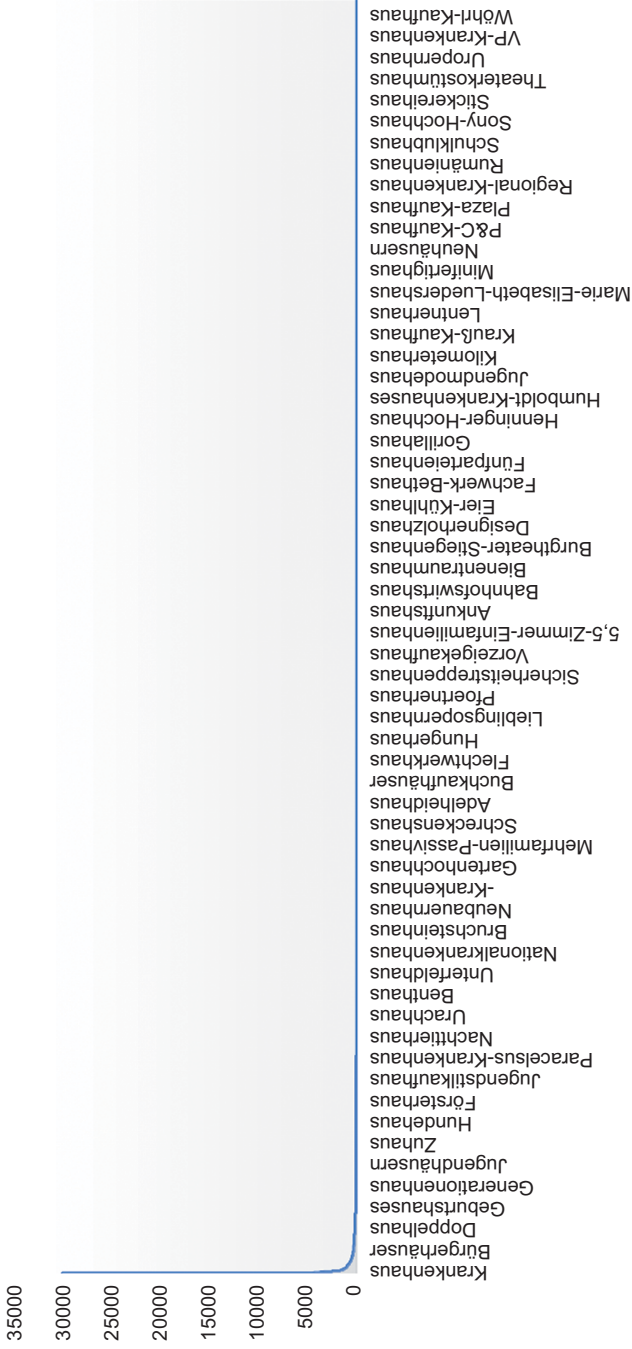 35000
30000
25000
20000
15000
10000
5000
0
Krankenhaus
Bürgerhäuser
Doppelhaus
Geburtshauses
Generationenhaus
Jugendhäusern
Zuhaus
Hundehaus
Försterhaus
Jugendstilkaufhaus
Paracelsus-Krankenhaus
Nachttierhaus
Urachhaus
Benthaus
Unterfeldhaus
Nationalkrankenhaus
Bruchsteinhaus
Neubauernhaus
-Krankenhaus
Gartenhochhaus
Mehrfamilien-Passivhaus
Schreckenshaus
Adelheidhaus
Buchkaufhäuser
Flechtwerkhaus
Hungerhaus
Lieblingsopernhaus
Pfoertnerhaus
Sicherheitstreppenhaus
Vorzeigekaufhaus
5,5-Zimmer-Einfamilienhaus
Ankunftshaus
Bahnhofswirtshaus
Bienentraumhaus
Burgtheater-Stiegenhaus
Designerholzhaus
Eier-Kühlhaus
Fachwerk-Bethaus
Fünfparteienhaus
Gorillahaus
Henninger-Hochhaus
Humboldt-Krankenhauses
Jugendmodehaus
Kilometerhaus
Krauß-Kaufhaus
Lentnerhaus
Marie-Elisabeth-Luedershaus
Minifertighaus
Neuhäusern
P&C-Kaufhaus
Plaza-Kaufhaus
Regional-Krankenhaus
Rumänienhaus
Schulklubhaus
Sony-Hochhaus
Stickereihaus
Theaterkostümhaus
Uropernhaus
VP-Krankenhaus
Wöhrl-Kaufhaus